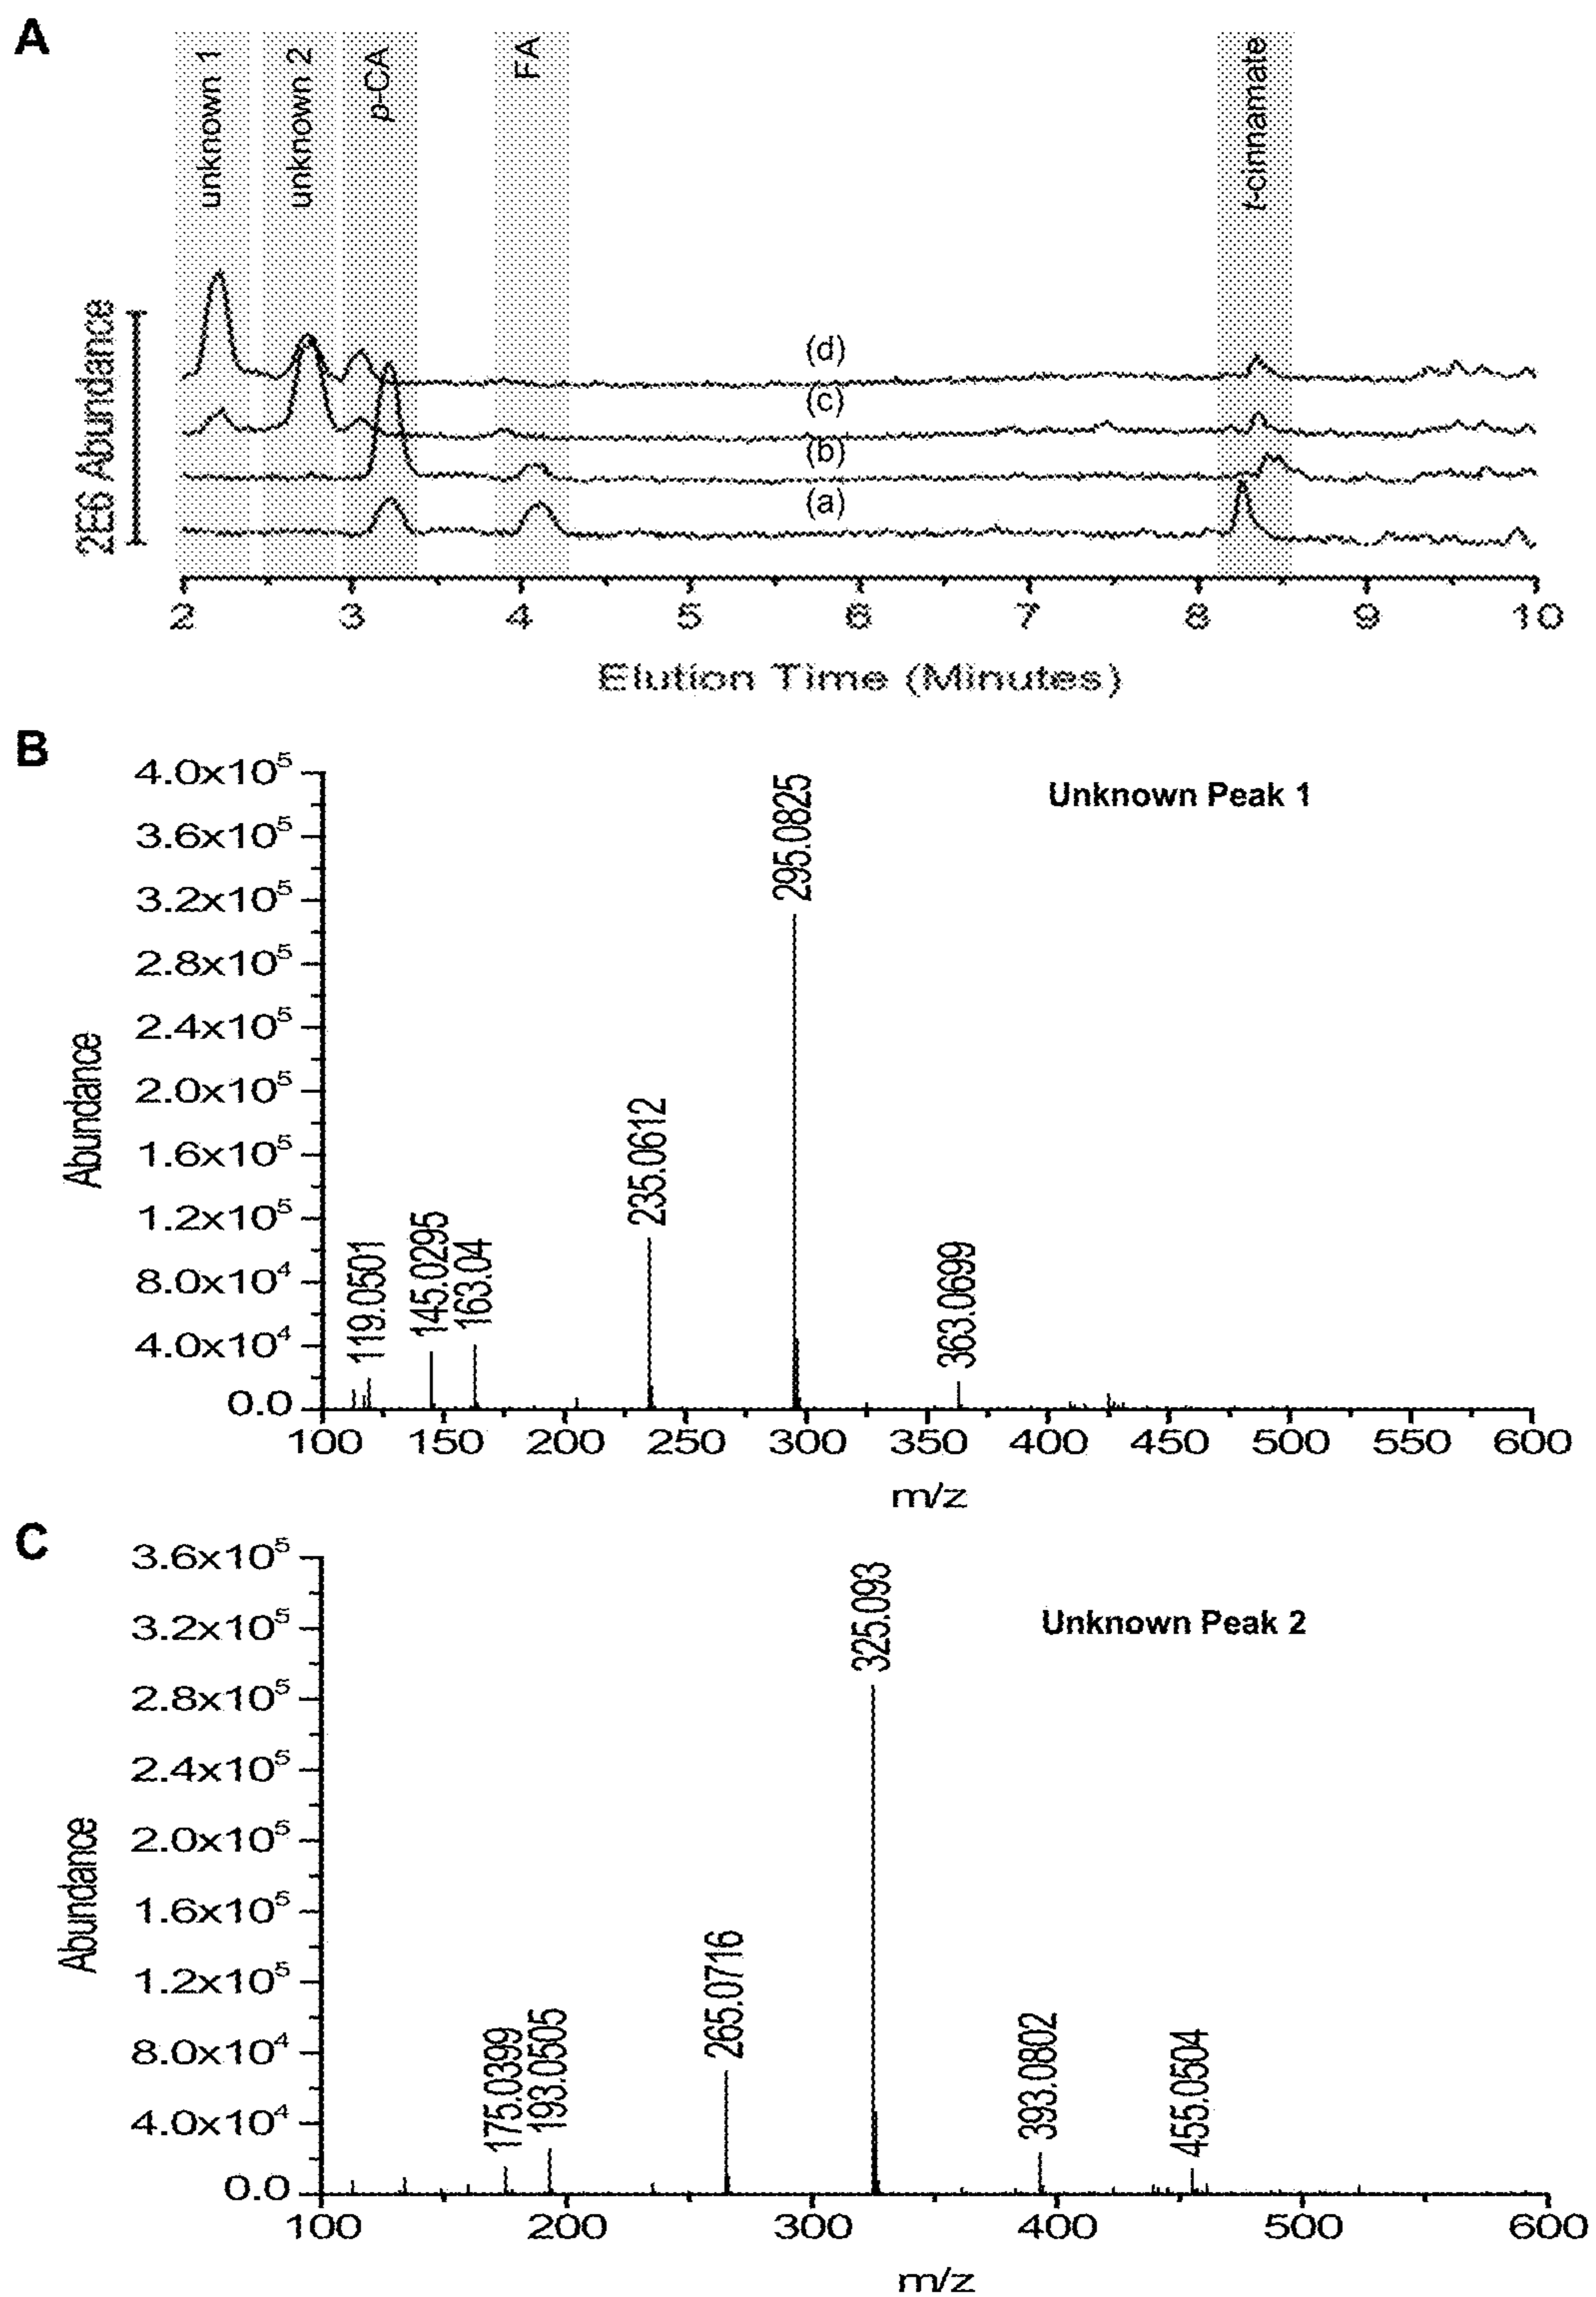 A
unknown 1
unknown 2
p-CA
FA
t-cinnamate
2E6 Abundance
(d)
(c)
(b)
(a)
2 3 4 5 6 7 8 9 10
Elution Time (Minutes)
B
Unknown Peak 1
Abundance
4.0x10⁵
3.6x10⁵
3.2x10⁵
2.8x10⁵
2.4x10⁵
2.0x10⁵
1.6x10⁵
1.2x10⁵
8.0x10⁴
4.0x10⁴
0.0
119.0501
145.0295
163.04
235.0612
295.0825
363.0699
100 150 200 250 300 350 400 450 500 550 600
m/z
C
Unknown Peak 2
Abundance
3.6x10⁵
3.2x10⁵
2.8x10⁵
2.4x10⁵
2.0x10⁵
1.6x10⁵
1.2x10⁵
8.0x10⁴
4.0x10⁴
0.0
175.0399
193.0505
265.0716
325.093
393.0802
455.0504
100 200 300 400 500 600
m/z